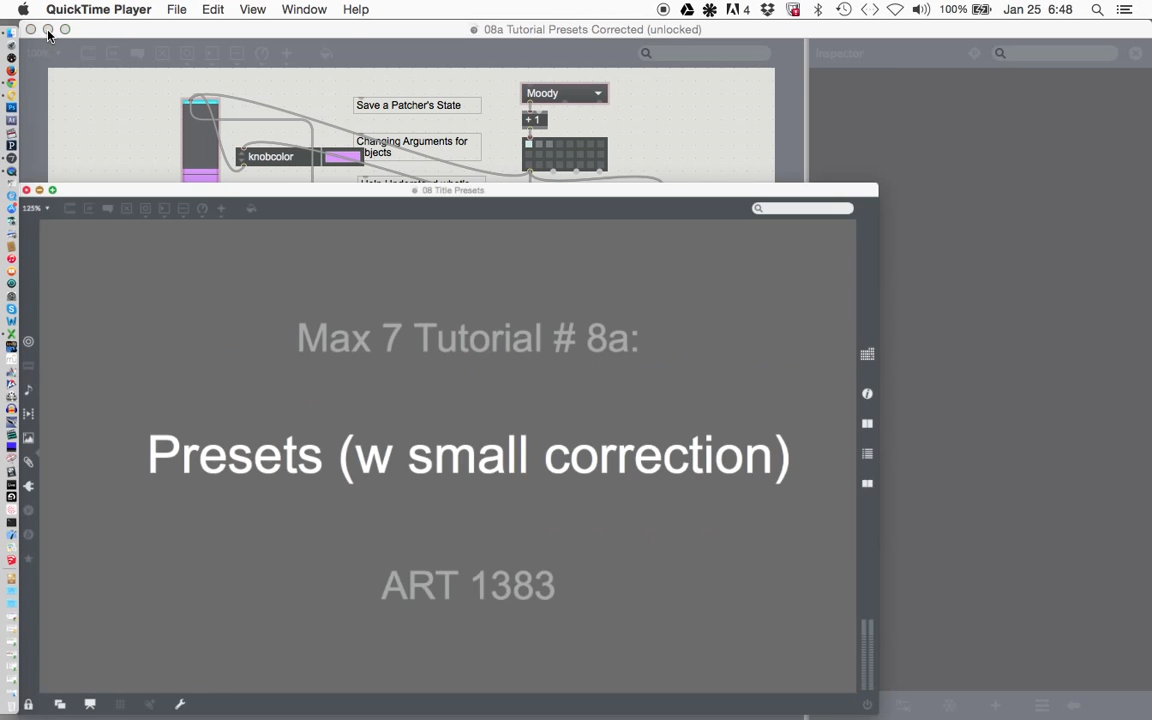 QuickTime Player File Edit View Window Help 4 100% Jan 25 6:48
08a Tutorial Presets Corrected (unlocked)
Inspector
Save a Patcher's State
Moody
+ 1
Changing Arguments for
bjects
knobcolor
08 Title Presets
125%
Max 7 Tutorial # 8a:
Presets (w small correction)
ART 1383